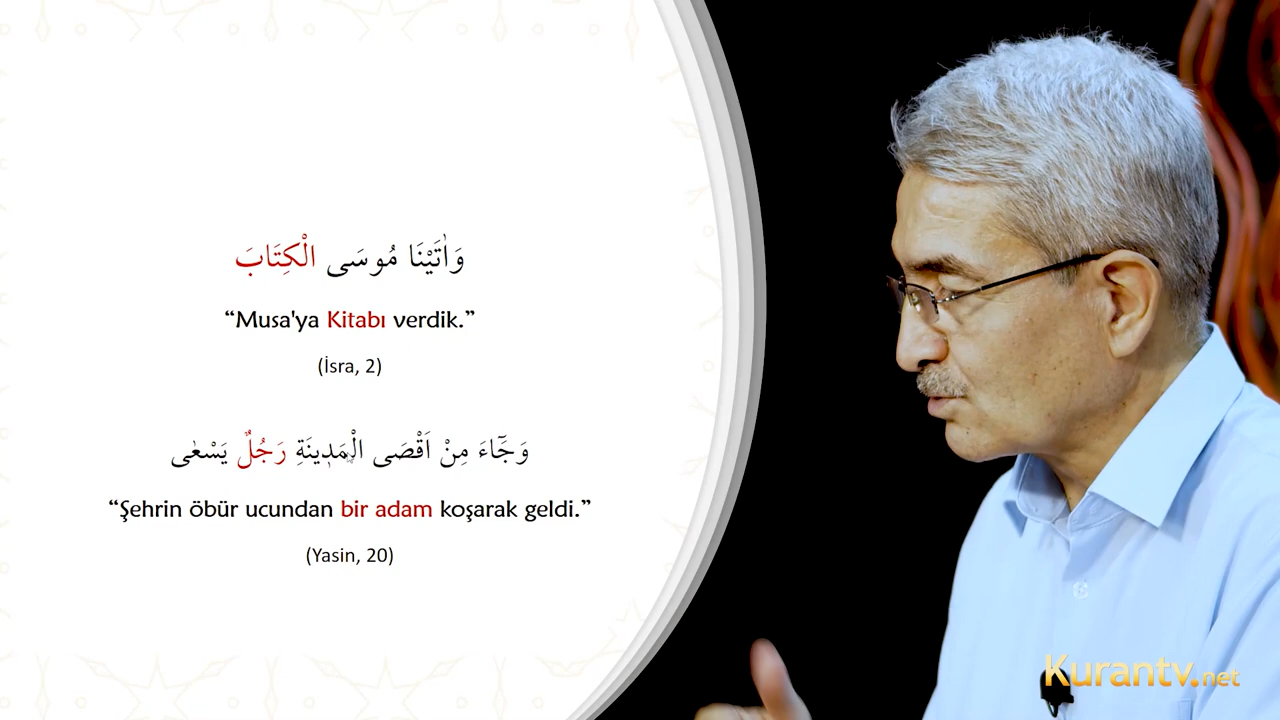 وَاٰتَيْنَا مُوسَى الْكِتَابَ
“Musa'ya Kitabı verdik.”
(İsra, 2)
وَجَٓاءَ مِنْ اَقْصَى الْمَد۪ينَةِ رَجُلٌ يَسْعٰى
“Şehrin öbür ucundan bir adam koşarak geldi.”
(Yasin, 20)
Kurantv.net